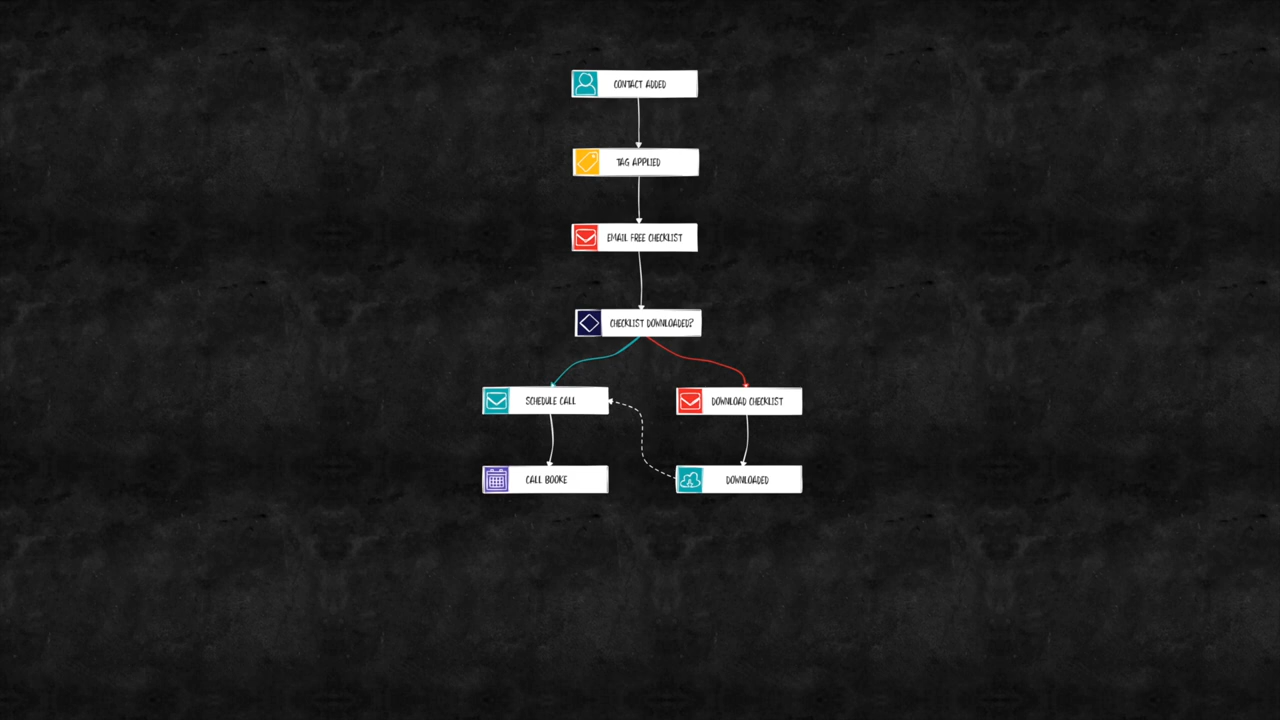 CONTACT ADDED
TAG APPLIED
EMAIL FREE CHECKLIST
CHECKLIST DOWNLOADED?
SCHEDULE CALL
DOWNLOAD CHECKLIST
CALL BOOKE
DOWNLOADED